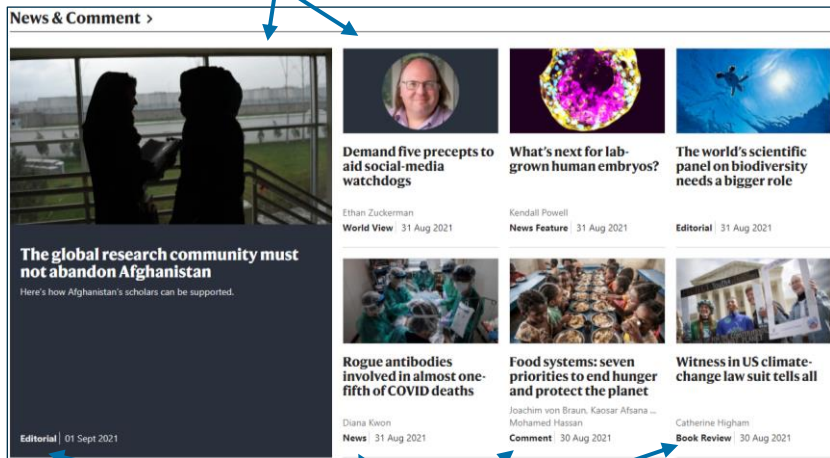 News & Comment >
The global research community must
not abandon Afghanistan
Here's how Afghanistan's scholars can be supported.
Editorial | 01 Sept 2021
Demand five precepts to
aid social-media
watchdogs
Ethan Zuckerman
World View | 31 Aug 2021
What's next for lab-
grown human embryos?
Kendall Powell
News Feature | 31 Aug 2021
The world's scientific
panel on biodiversity
needs a bigger role
Editorial | 31 Aug 2021
Rogue antibodies
involved in almost one-
fifth of COVID deaths
Diana Kwon
News | 31 Aug 2021
Food systems: seven
priorities to end hunger
and protect the planet
Joachim von Braun, Kaosar Afsana ...
Mohamed Hassan
Comment | 30 Aug 2021
Witness in US climate-
change law suit tells all
Catherine Higham
Book Review | 30 Aug 2021